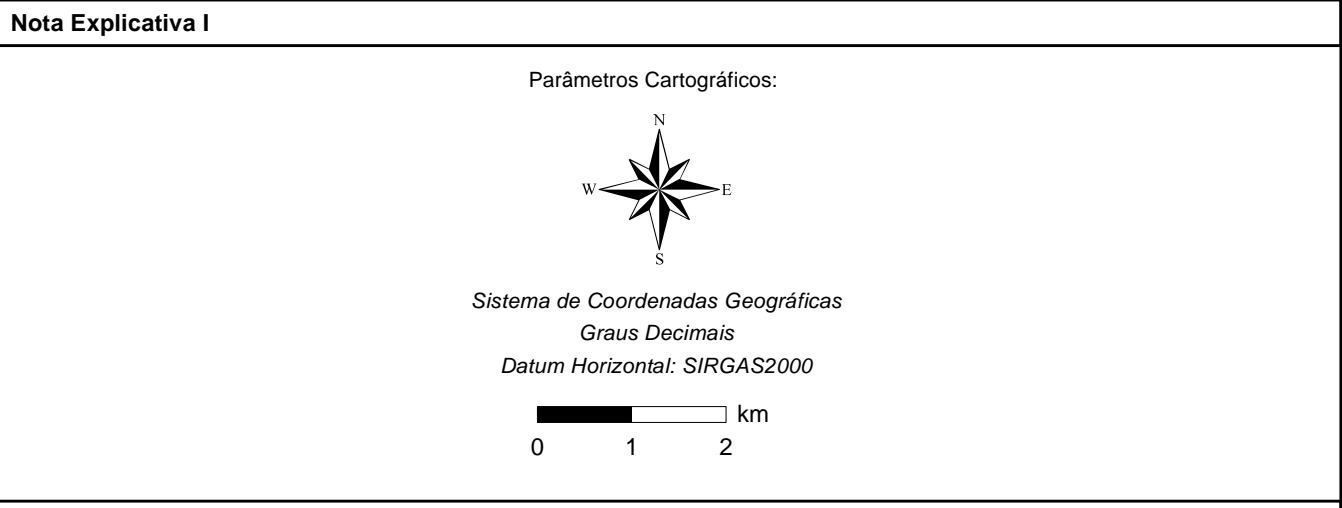 Nota Explicativa I
Parâmetros Cartográficos:
N
W E
S
Sistema de Coordenadas Geográficas
Graus Decimais
Datum Horizontal: SIRGAS2000
km
0 1 2